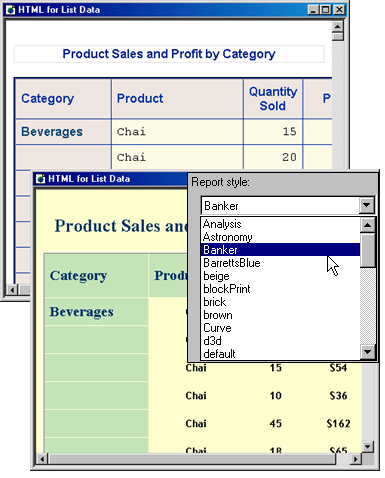 HTML for List Data
Product Sales and Profit by Category
Category Product Quantity Sold P
Beverages Chai 15
Chai 20
HTML for List Data
Report style:
Banker
Analysis
Astronomy
Banker
BarrettsBlue
beige
blockPrint
brick
brown
Curve
d3d
default
Product Sales an
Category Produ
Beverages
Chai 15 $54
Chai 10 $36
Chai 45 $162
Chai 18 $65